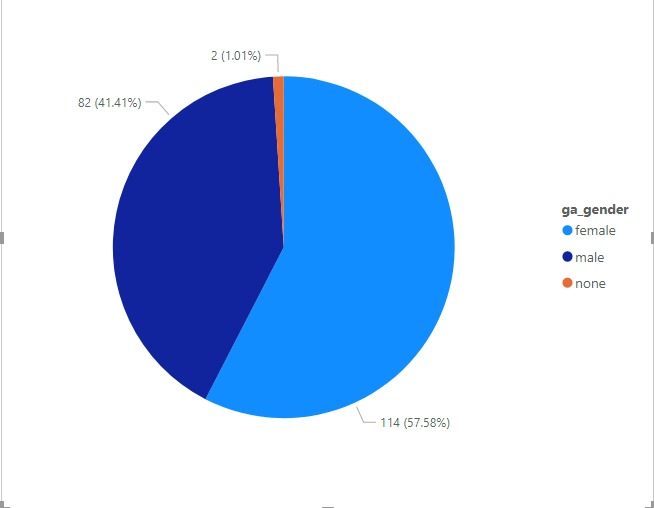 2 (1.01%)
82 (41.41%)
ga_gender
female
male
none
114 (57.58%)